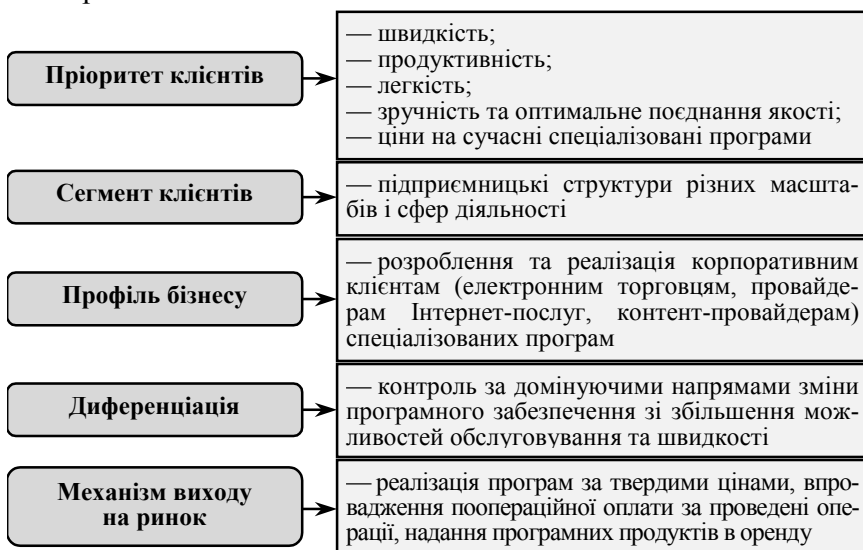 Пріоритет клієнтів
— швидкість;
— продуктивність;
— легкість;
— зручність та оптимальне поєднання якості;
— ціни на сучасні спеціалізовані програми
Сегмент клієнтів
— підприємницькі структури різних масшта-
бів і сфер діяльності
Профіль бізнесу
— розроблення та реалізація корпоративним
клієнтам (електронним торговцям, провайде-
рам Інтернет-послуг, контент-провайдерам)
спеціалізованих програм
Диференціація
— контроль за домінуючими напрямами зміни
програмного забезпечення зі збільшення мож-
ливостей обслуговування та швидкості
Механізм виходу
на ринок
— реалізація програм за твердими цінами, впро-
вадження поопераційної оплати за проведені опе-
рації, надання програмних продуктів в оренду